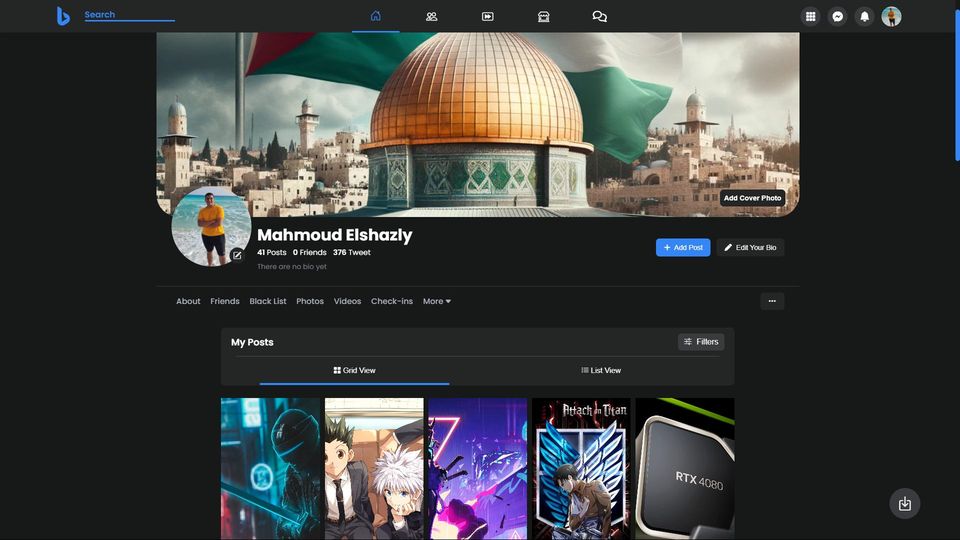 Search
Add Cover Photo
Mahmoud Elshazly
41 Posts 0 Friends 376 Tweet
There are no bio yet
+ Add Post
Edit Your Bio
About Friends Black List Photos Videos Check-ins More
My Posts
Filters
Grid View
List View
Attack on Titan
RTX 4080